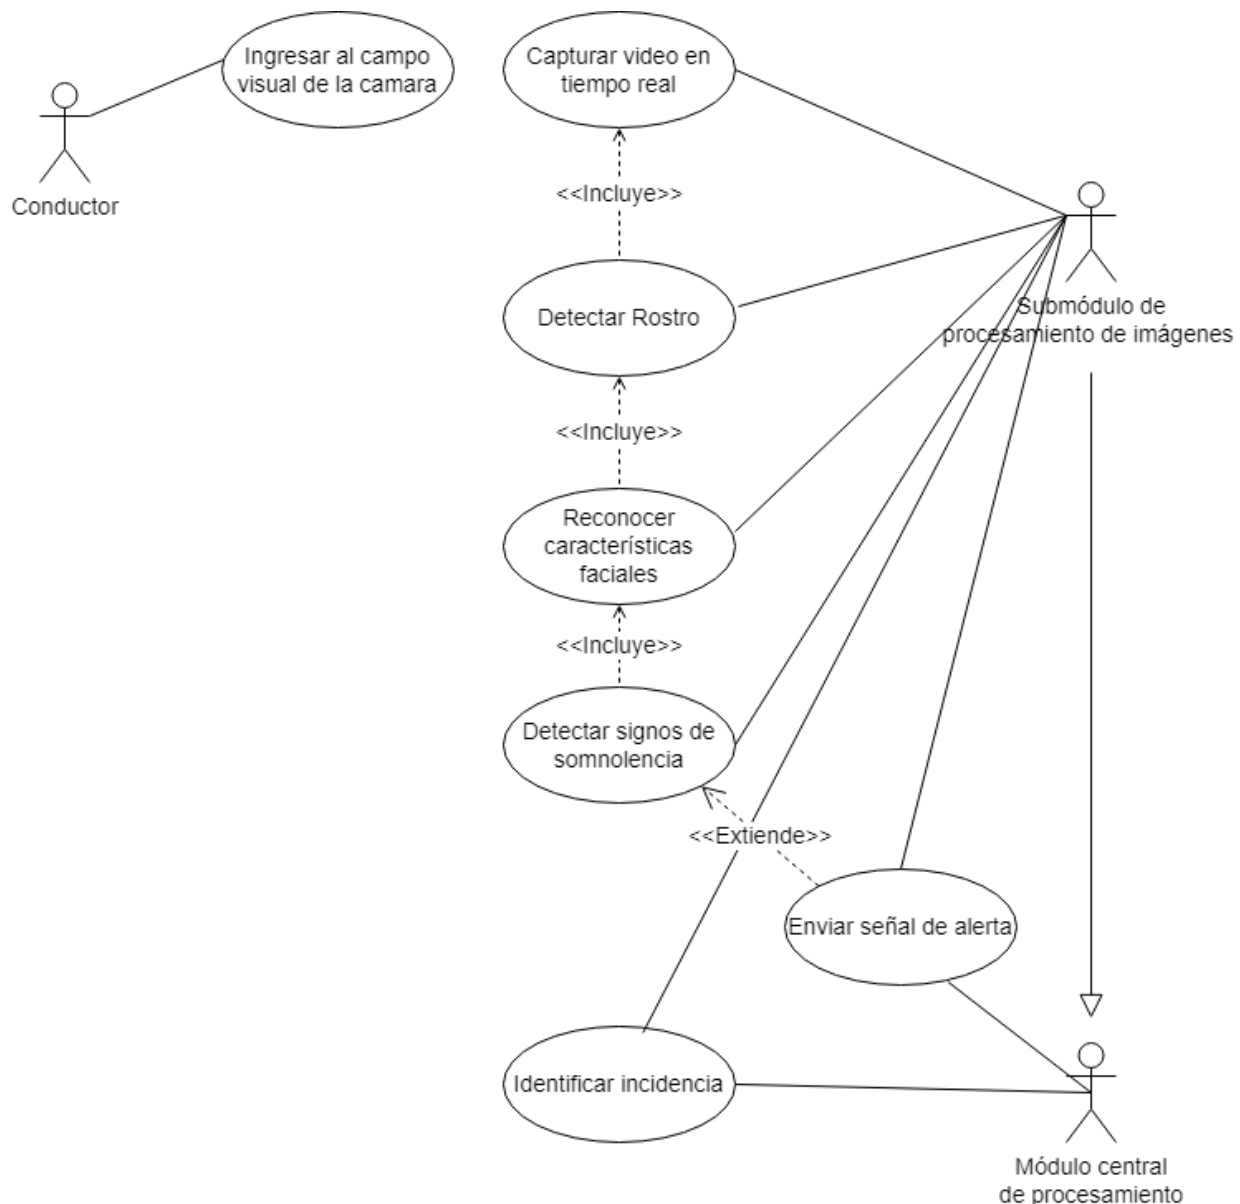 Ingresar al campo
visual de la camara
Capturar video en
tiempo real
Conductor
<<Incluye>>
Submódulo de
procesamiento de imágenes
Detectar Rostro
<<Incluye>>
Reconocer
características
faciales
<<Incluye>>
Detectar signos de
somnolencia
<<Extiende>>
Enviar señal de alerta
Identificar incidencia
Módulo central
de procesamiento